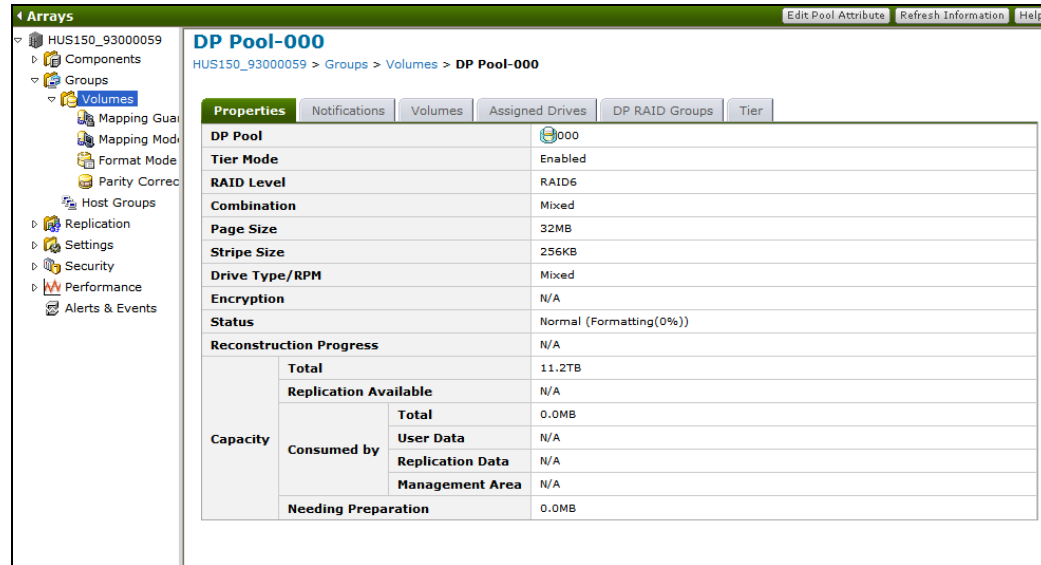 Arrays
Edit Pool Attribute Refresh Information
HUS150_93000059
Components
Groups
Volumes
Mapping
Mapping
Format Mode
Parity
Host Groups
Replication
Settings
Security
Performance
Alerts & Events
DP Pool-000
HUS150_93000059 > Groups > Volumes > DP Pool-000
Properties Notifications Volumes Assigned Drives DP RAID Groups Tier
DP Pool 000
Tier Mode Enabled
RAID Level RAID6
Combination Mixed
Page Size 32MB
Stripe Size 256KB
Drive Type/RPM Mixed
Encryption N/A
Status Normal (Formatting(0%))
Reconstruction Progress N/A
Capacity
Total 11.2TB
Replication Available N/A
Consumed by
Total 0.0MB
User Data N/A
Replication Data N/A
Management Area N/A
Needing Preparation 0.0MB